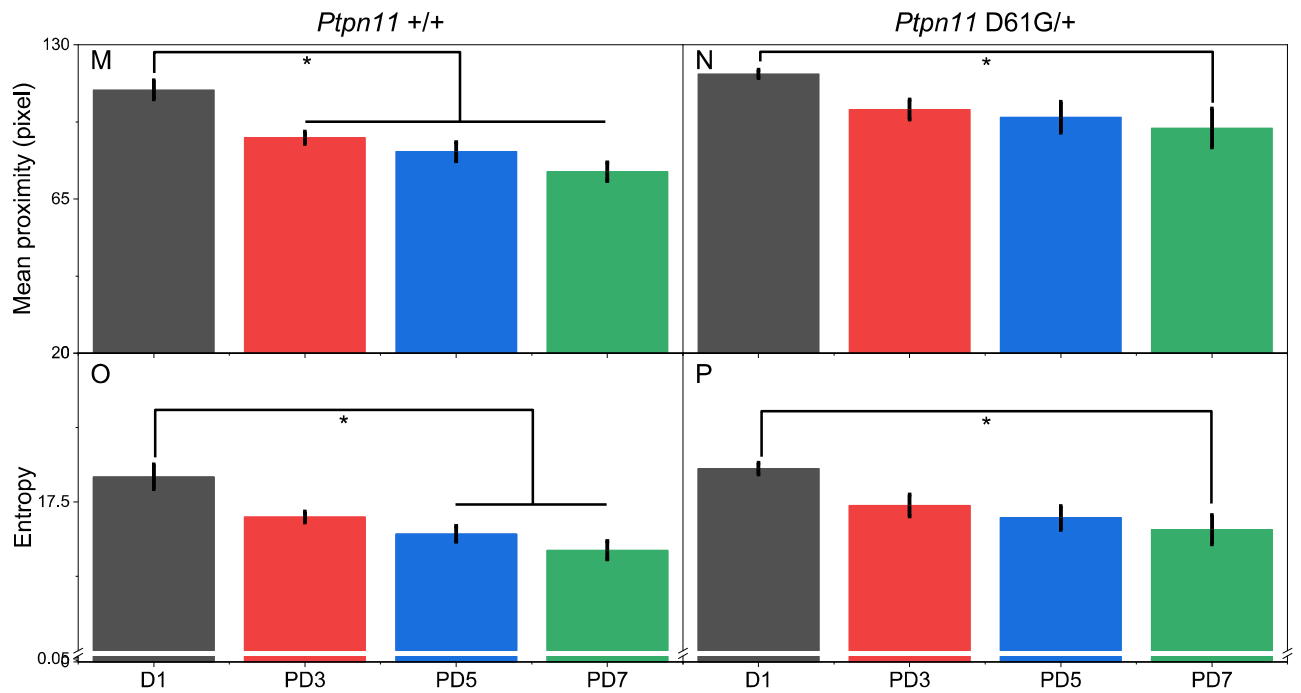 Ptpn11 +/+
Ptpn11 D61G/+
M
N
*
*
130
65
20
Mean proximity (pixel)
O
P
*
*
17.5
0.05
0
Entropy
D1 PD3 PD5 PD7 D1 PD3 PD5 PD7